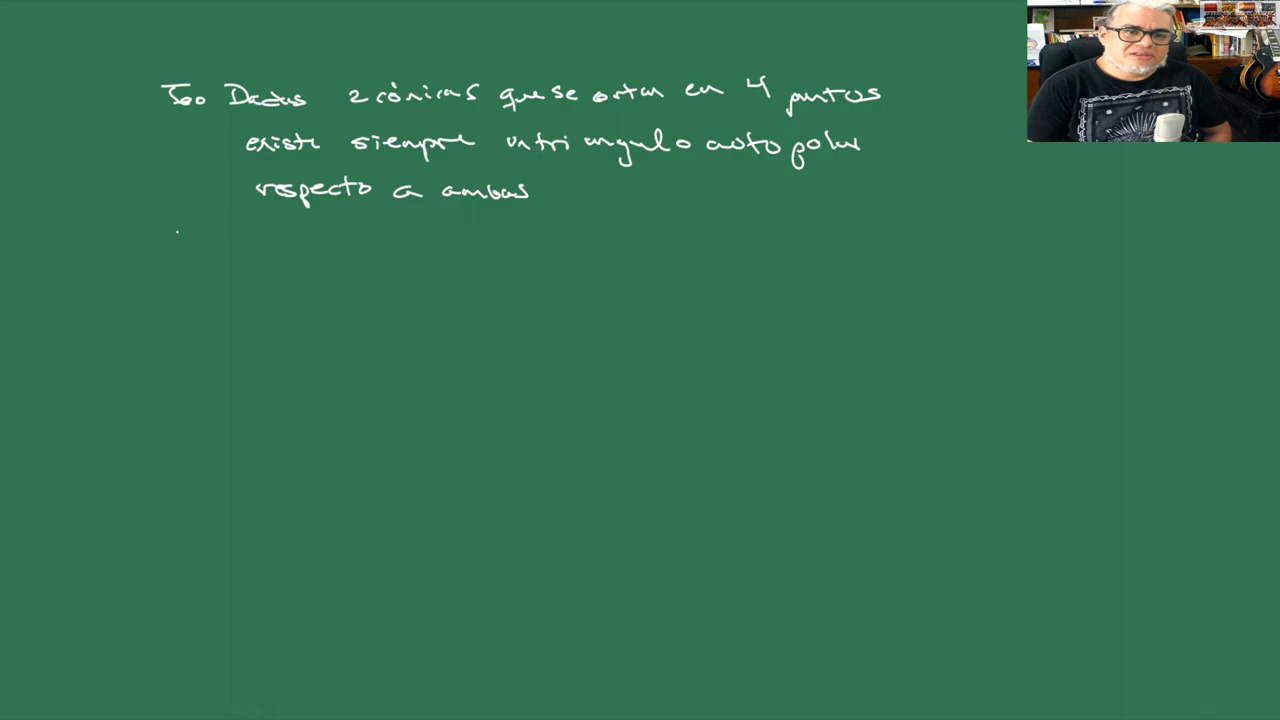 Teo Dadas 2 cónicas que se cortan en 4 puntos
existe siempre un triangulo autopolar
respecto a ambas